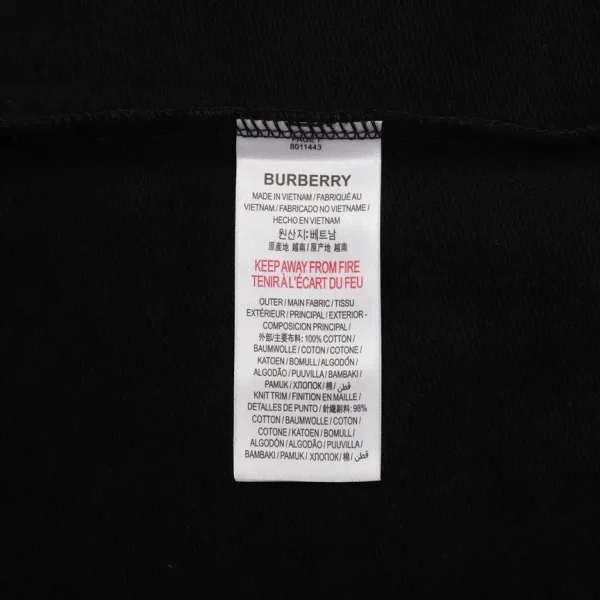 PAGE 1
8011443
BURBERRY
MADE IN VIETNAM / FABRIQUÉ AU
VIETNAM / FABRICADO NO VIETNAME /
HECHO EN VIETNAM
원산지: 베트남
原産地 越南 / 原产地 越南
KEEP AWAY FROM FIRE
TENIR À L'ÉCART DU FEU
OUTER / MAIN FABRIC / TISSU
EXTÉRIEUR / PRINCIPAL / EXTERIOR -
COMPOSICION PRINCIPAL /
外部/主要布料: 100% COTTON /
BAUMWOLLE / COTON / COTONE /
KATOEN / BOMULL / ALGODÓN /
ALGODÃO / PUUVILLA / BAMBAKI /
PAMUK / ХЛОПОК / 棉 / قطن /
KNIT TRIM / FINITION EN MAILLE /
DETALLES DE PUNTO / 針織副料: 98%
COTTON / BAUMWOLLE / COTON /
COTONE / KATOEN / BOMULL /
ALGODÓN / ALGODÃO / PUUVILLA /
BAMBAKI / PAMUK / ХЛОПОК / 棉 / قطن /